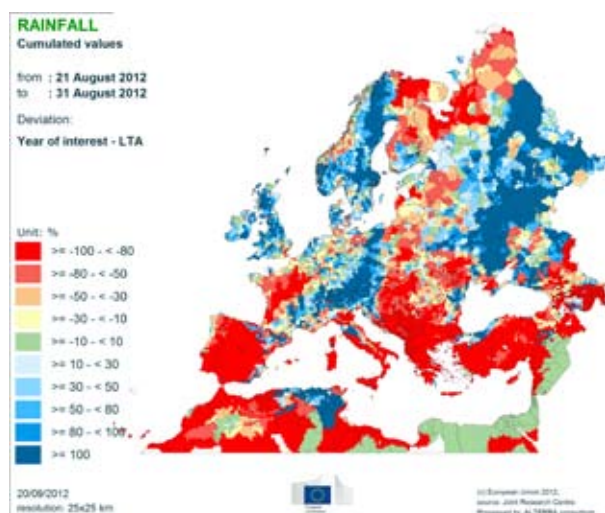 RAINFALL
Cumulated values
from : 21 August 2012
to : 31 August 2012
Deviation:
Year of interest - LTA
Unit: %
>= -100 - < -80
>= -80 - < -50
>= -50 - < -30
>= -30 - < -10
>= -10 - < 10
>= 10 - < 30
>= 30 - < 50
>= 50 - < 80
>= 80 - < 100
>= 100
20/09/2012
resolution: 25x25 km
(c) European Union 2012,
source: Joint Research Centre